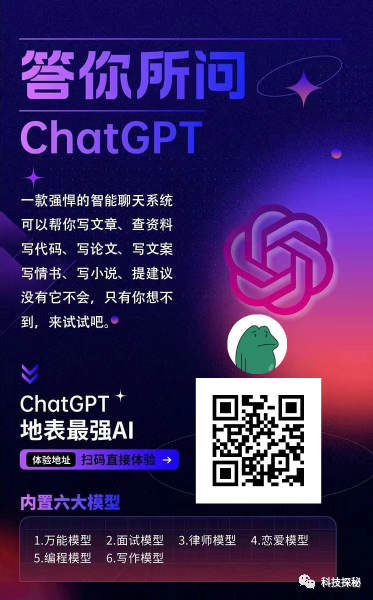 答你所问
ChatGPT
一款强悍的智能聊天系统
可以帮你写文章、查资料
写代码、写论文、写文案
写情书、写小说、提建议
没有它不会，只有你想不
到，来试试吧。
ChatGPT
地表最强AI
体验地址 扫码直接体验 →
内置六大模型
1.万能模型 2.面试模型 3.律师模型 4.恋爱模型
5.编程模型 6.写作模型
科技探秘